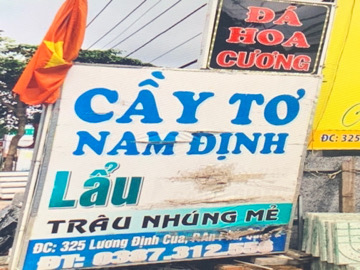 ĐÁ
HOA
CƯƠNG
CẦY TƠ
NAM ĐỊNH
Lẩu
TRÂU NHÚNG MẺ
ĐC: 325 Lương Định Của, P.An
ĐT: 0367.312
ĐC: 325